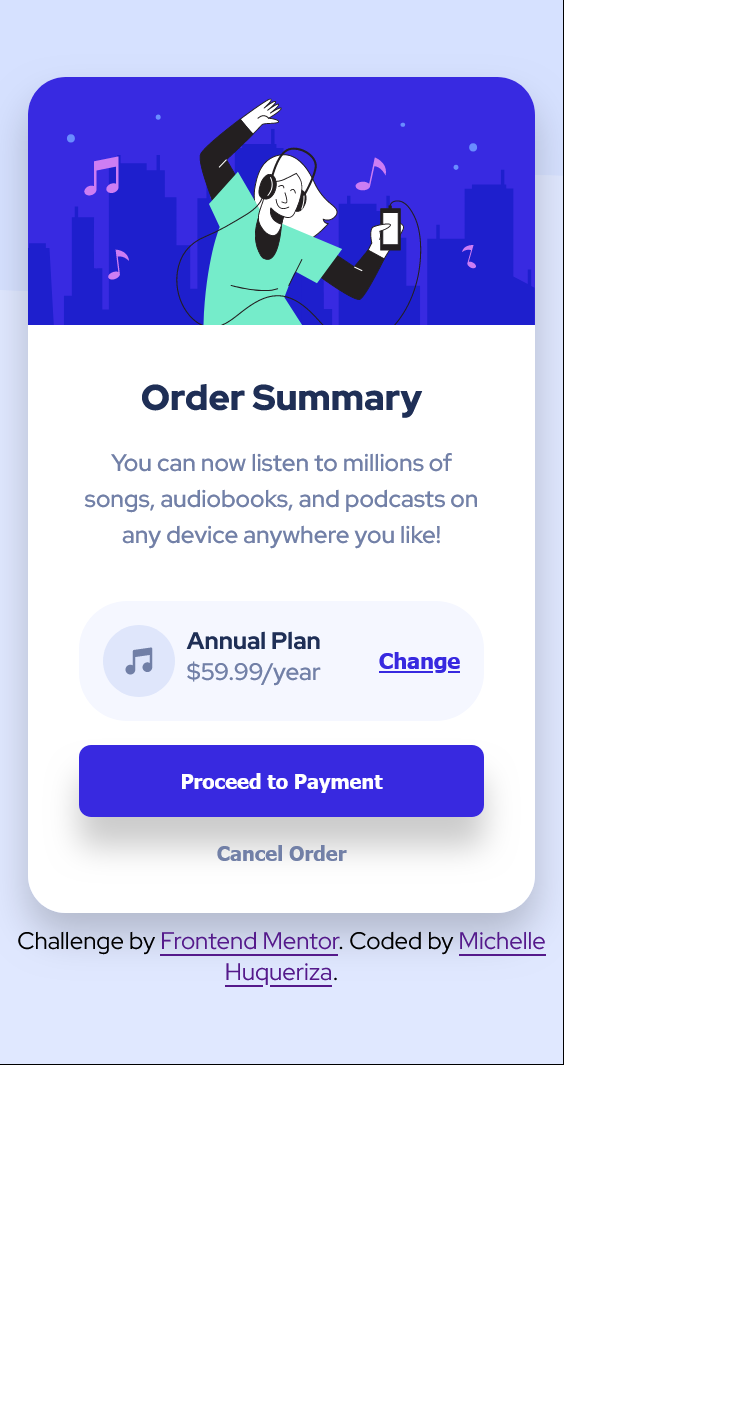 Order Summary
You can now listen to millions of
songs, audiobooks, and podcasts on
any device anywhere you like!
Annual Plan
$59.99/year
Change
Proceed to Payment
Cancel Order
Challenge by Frontend Mentor. Coded by Michelle
Huqueriza.